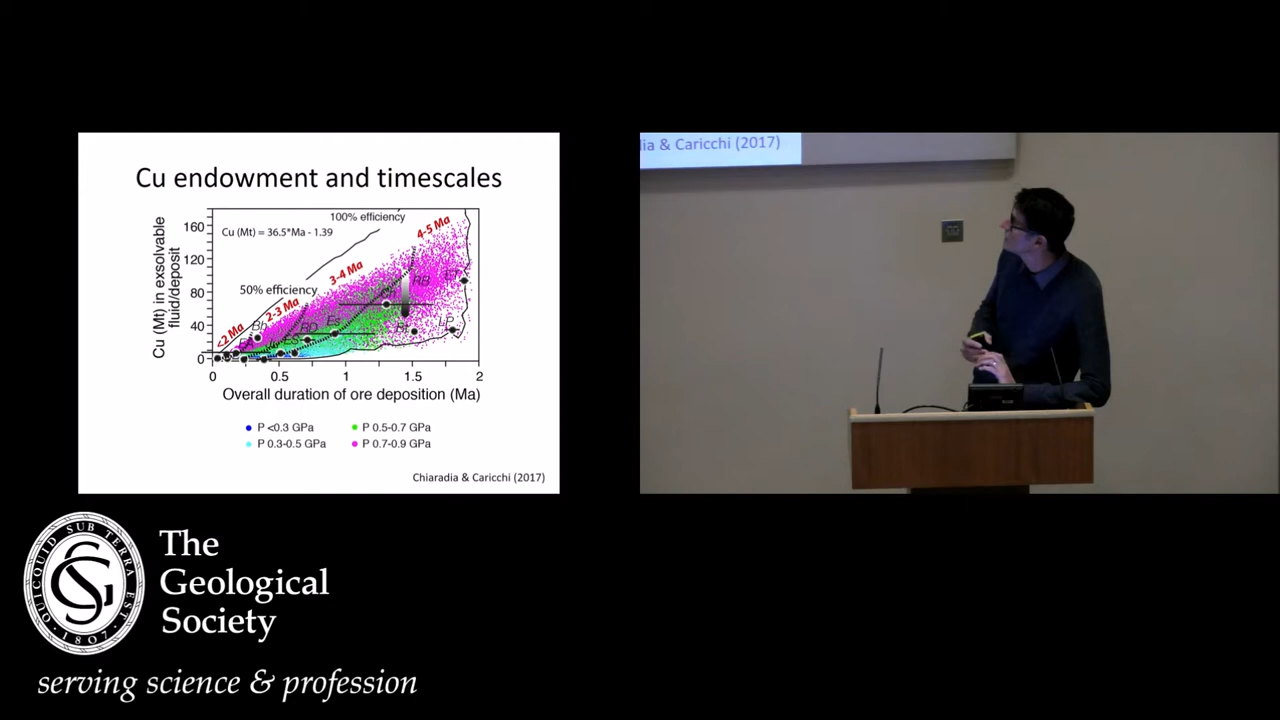 Cu endowment and timescales
Cu (Mt) in exsolvable
fluid/deposit
160
120
80
40
0
100% efficiency
Cu (Mt) = 36.5*Ma - 1.39
50% efficiency
<2 Ma
2-3 Ma
3-4 Ma
4-5 Ma
Bh
ES
Es
RB
LP
0
0.5
1
1.5
2
Overall duration of ore deposition (Ma)
P <0.3 GPa
P 0.5-0.7 GPa
P 0.3-0.5 GPa
P 0.7-0.9 GPa
Chiaradia & Caricchi (2017)
ia & Caricchi (2017)
QUICQUID SUB TERRA EST
1807
The
Geological
Society
serving science & profession